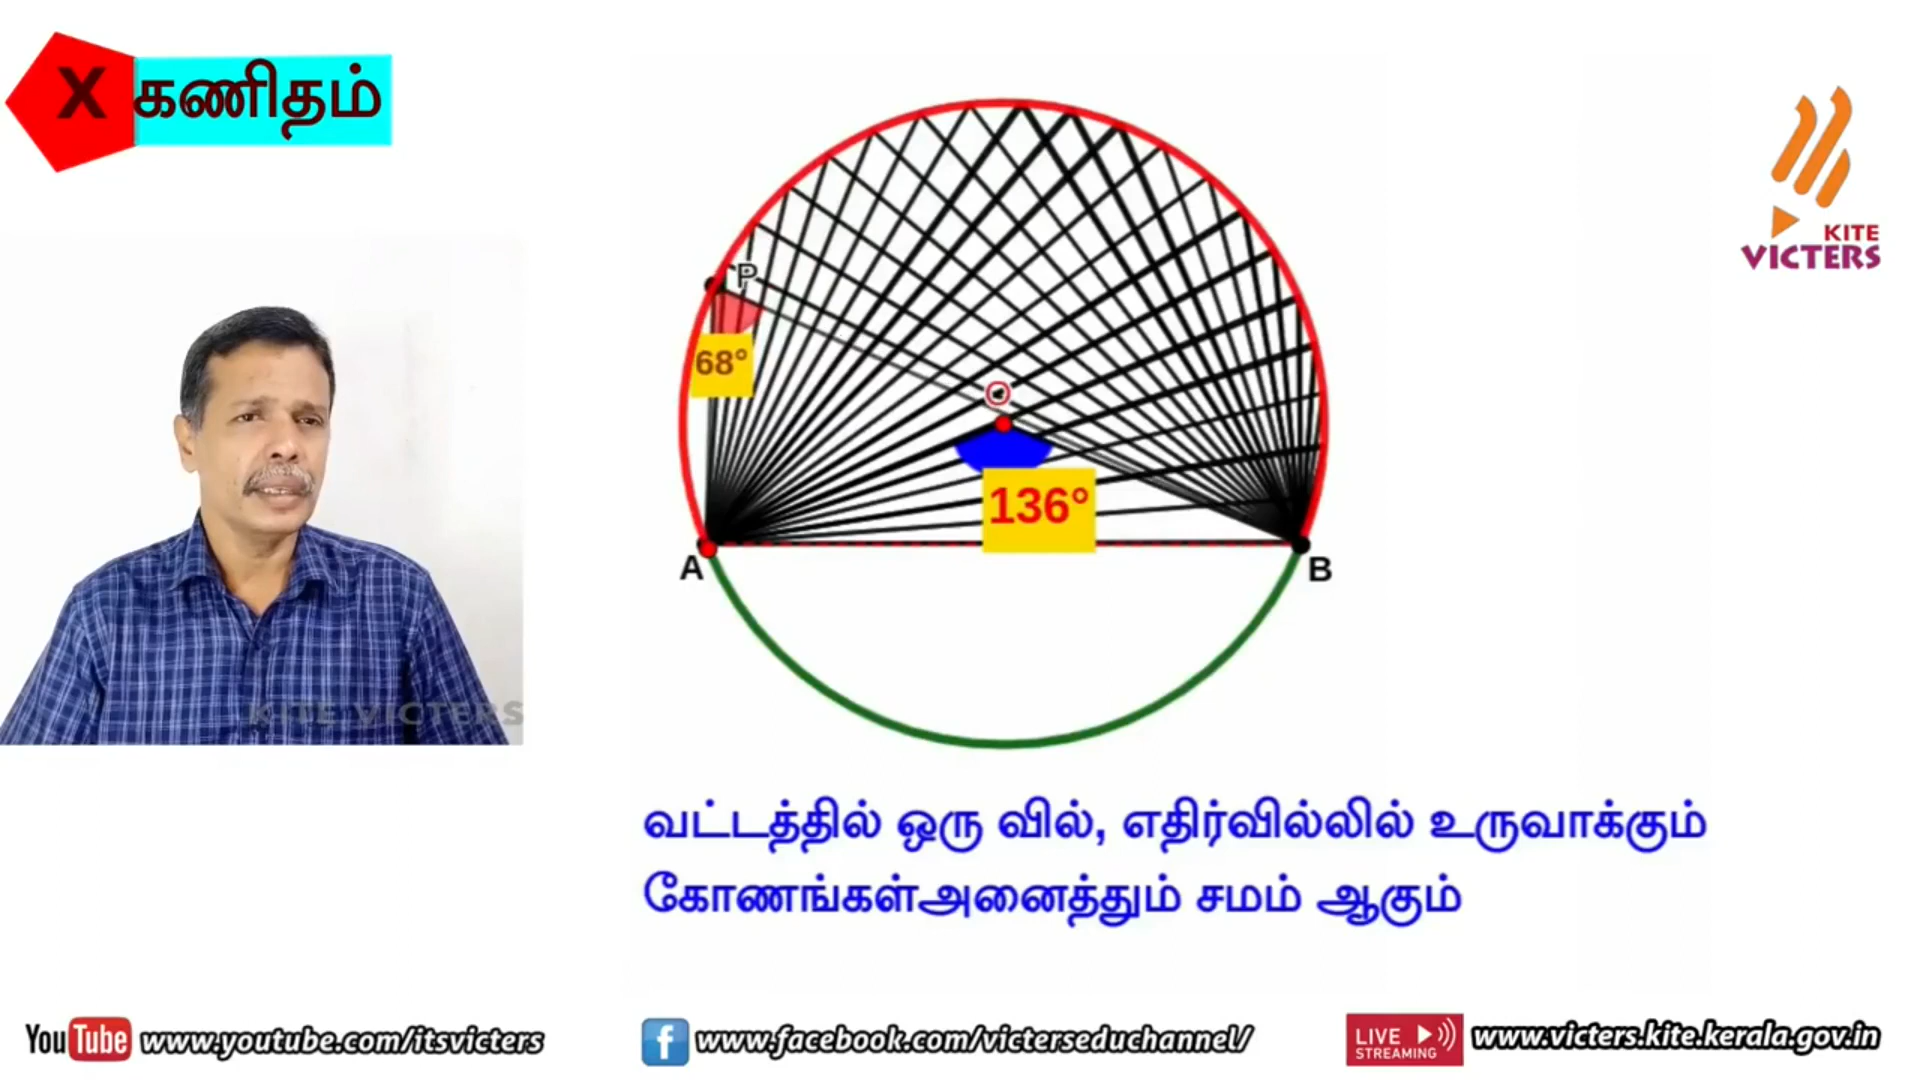 X கணிதம்
KITE
VICTERS
P
68°
O
136°
A
B
KITE VICTERS
வட்டத்தில் ஒரு வில், எதிர்வில்லில் உருவாக்கும்
கோணங்கள்அனைத்தும் சமம் ஆகும்
YouTube www.youtube.com/itsvicters
f www.facebook.com/victerseduchannel/
LIVE
STREAMING
www.victers.kite.kerala.gov.in